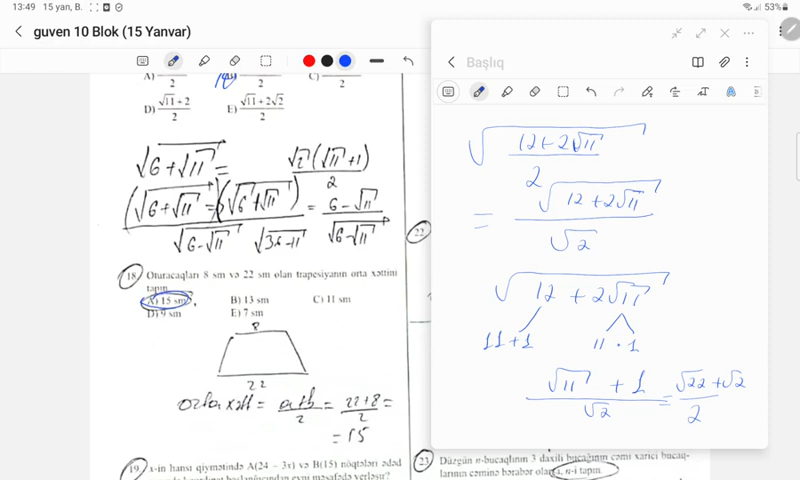 13:49 15 yan, B.
53%
guven 10 Blok (15 Yanvar)
A) /2 /2 C) /2
D) (√11+2)/2 E) (√11+2√2)/2
√(6+√11) = √2(√11+1)/2
= (6-√11)/√(6-√11)
√(6-√11) √(36-11)
18. Oturacaqları 8 sm və 22 sm olan trapesiyanın orta xəttini
tapın.
A) 15 sm B) 13 sm C) 11 sm
D) 9 sm E) 7 sm
8
22
orta xətt = (a+b)/2 = (22+8)/2 =
= 15
19. x-in hansı qiymətində A(24 – 3x) və B(15) nöqtələri ədəd
22
Başlıq
√((12+2√11)/2)
= √(12+2√11)/√2
√(12+2√11)
11+1 11·1
(√11+1)/√2 = (√22+√2)/2
23. Düzgün n-bucaqlının 3 daxili bucağının cəmi xarici bucaq-
larının cəminə bərabər olarsa, n-i tapın.